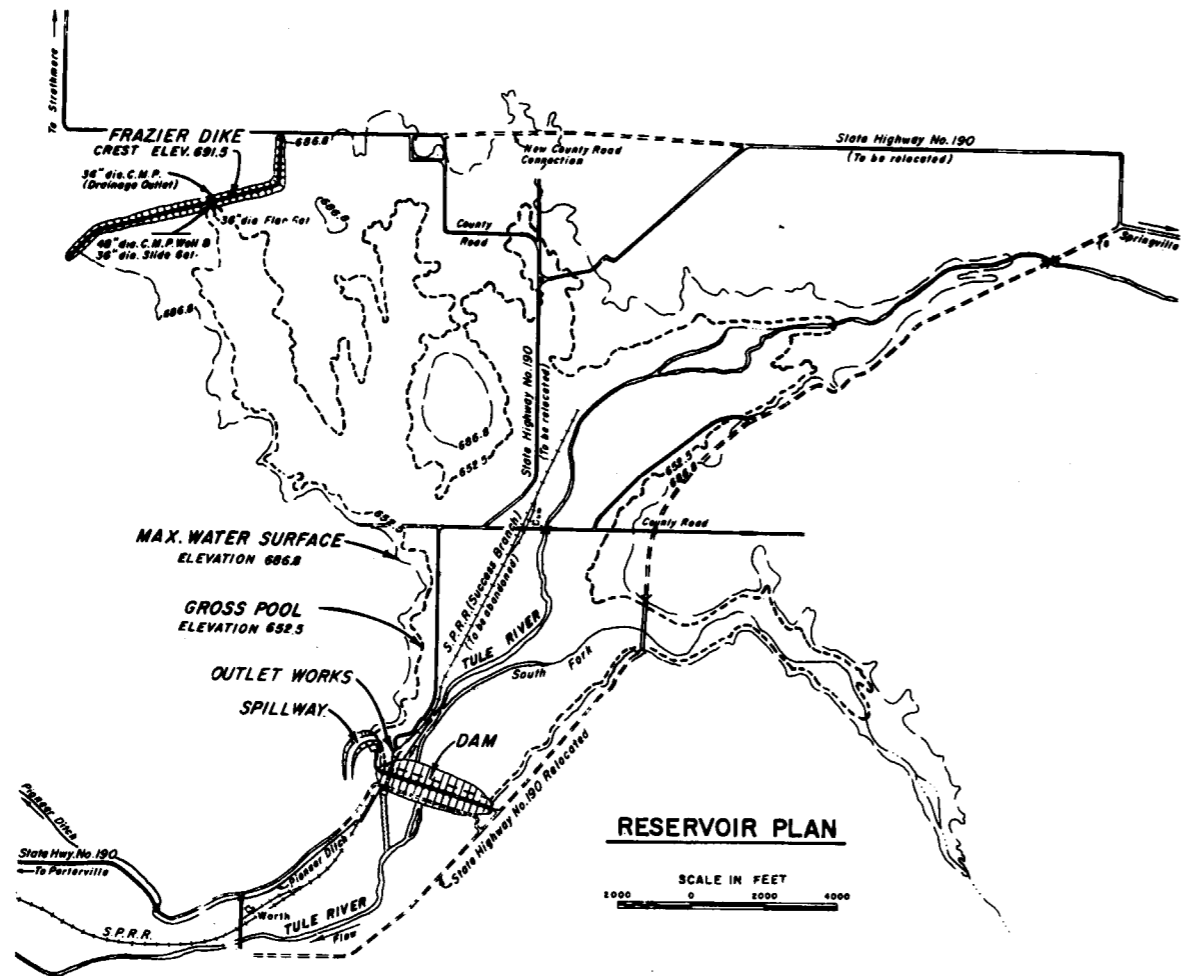 To Strathmore
FRAZIER DIKE
CREST ELEV. 691.5
36" dia. C.M.P.
(Drainage Outlet)
48" dia. C.M.P. Well &
36" dia. Slide Gat.
36" dia. Flap Gat.
686.8
686.8
686.8
New County Road
Connection
State Highway No. 190
(To be relocated)
To Springville
County
Road
State Highway No. 190
(To be relocated)
686.8
652.5
652.5
686.8
652.5
County Road
MAX. WATER SURFACE
ELEVATION 686.8
GROSS POOL
ELEVATION 652.5
S.P.R.R. (Success Branch)
(To be abandoned)
TULE RIVER
South Fork
OUTLET WORKS
SPILLWAY
DAM
State Highway No. 190 Relocated
Pioneer Ditch
State Hwy. No. 190
To Porterville
Pioneer Ditch
Worth
S.P.R.R.
TULE RIVER
Flow
RESERVOIR PLAN
SCALE IN FEET
2000 0 2000 4000